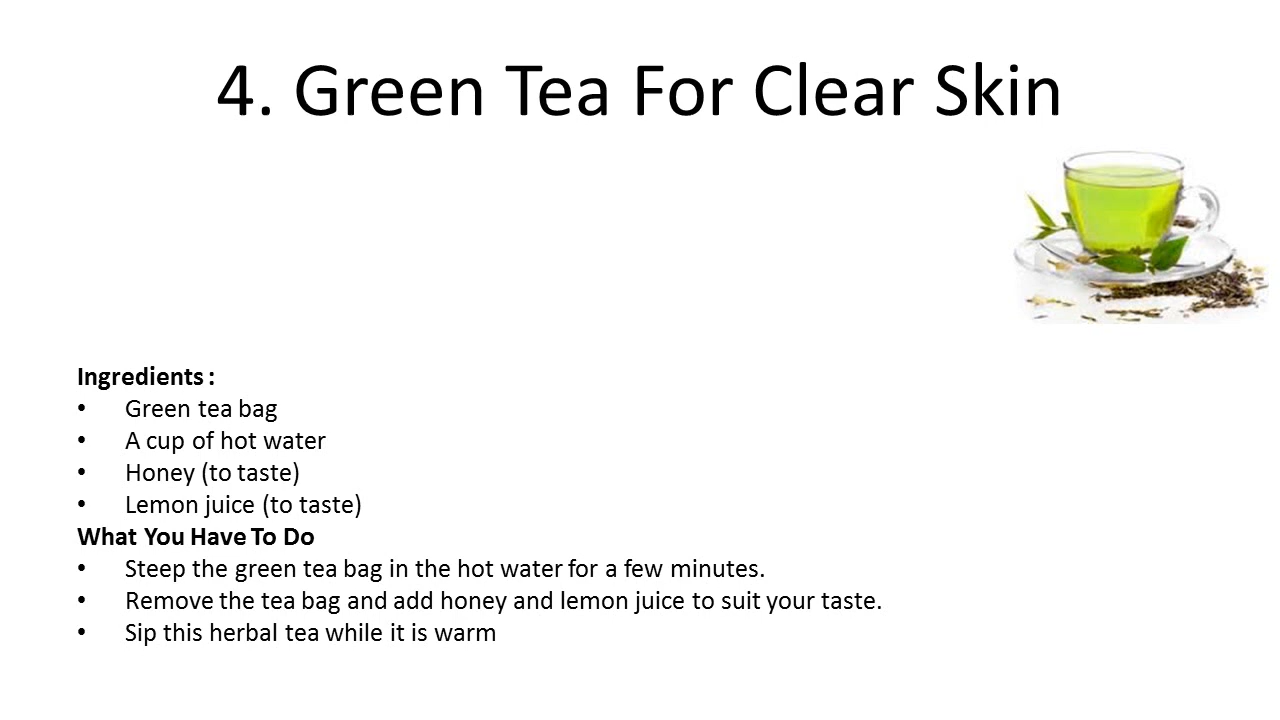 4. Green Tea For Clear Skin
Ingredients :
• Green tea bag
• A cup of hot water
• Honey (to taste)
• Lemon juice (to taste)
What You Have To Do
• Steep the green tea bag in the hot water for a few minutes.
• Remove the tea bag and add honey and lemon juice to suit your taste.
• Sip this herbal tea while it is warm